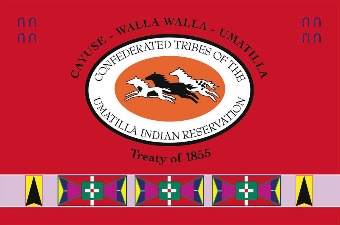 CAYUSE - WALLA WALLA - UMATILLA
CONFEDERATED TRIBES OF THE
UMATILLA INDIAN RESERVATION
Treaty of 1855